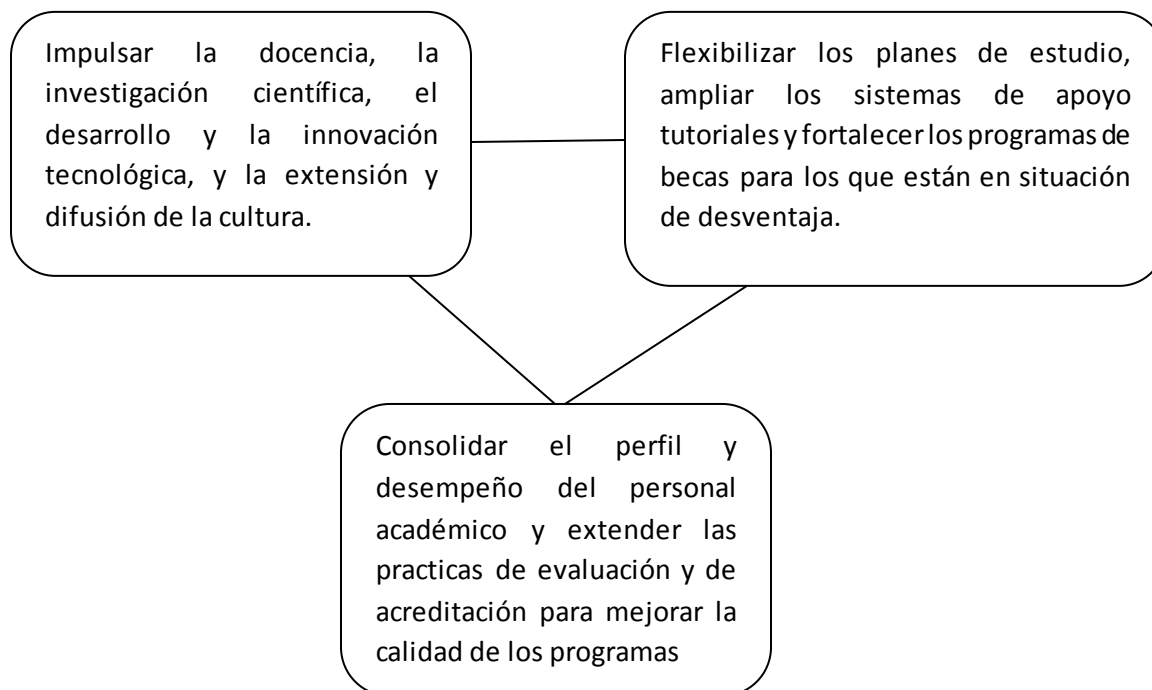 Impulsar la docencia, la
investigación científica, el
desarrollo y la innovación
tecnológica, y la extensión y
difusión de la cultura.
Flexibilizar los planes de estudio,
ampliar los sistemas de apoyo
tutoriales y fortalecer los programas de
becas para los que están en situación
de desventaja.
Consolidar el perfil y
desempeño del personal
académico y extender las
practicas de evaluación y de
acreditación para mejorar la
calidad de los programas